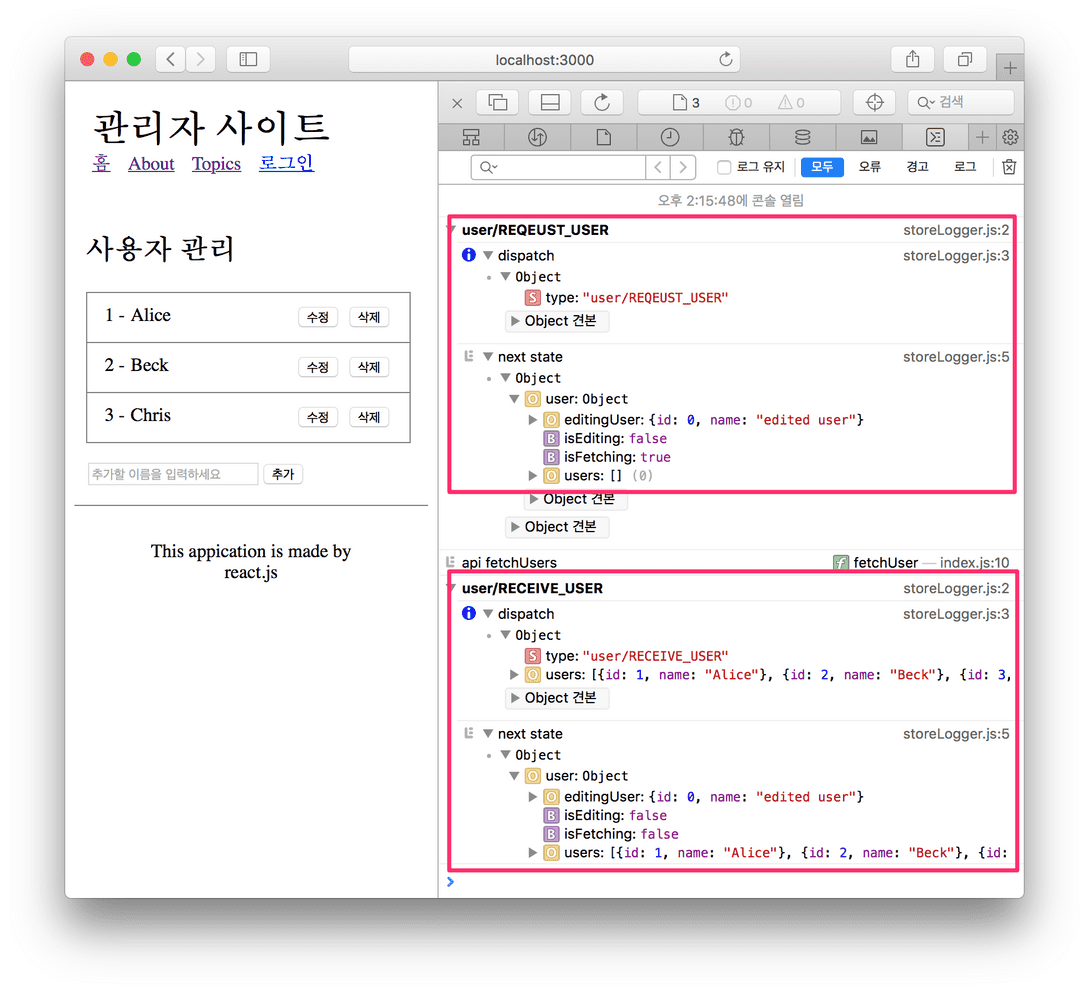 localhost:3000
관리자 사이트
홈 About Topics 로그인
사용자 관리
1 - Alice 수정 삭제
2 - Beck 수정 삭제
3 - Chris 수정 삭제
추가할 이름을 입력하세요 추가
This appication is made by
react.js
3 0 0 검색
로그 유지 모두 오류 경고 로그
오후 2:15:48에 콘솔 열림
user/REQEUST_USER storeLogger.js:2
dispatch storeLogger.js:3
Object
S type: "user/REQEUST_USER"
Object 견본
next state storeLogger.js:5
Object
O user: Object
O editingUser: {id: 0, name: "edited user"}
B isEditing: false
B isFetching: true
O users: [] (0)
Object 견본
Object 견본
api fetchUsers f fetchUser — index.js:10
user/RECEIVE_USER storeLogger.js:2
dispatch storeLogger.js:3
Object
S type: "user/RECEIVE_USER"
O users: [{id: 1, name: "Alice"}, {id: 2, name: "Beck"}, {id: 3,
Object 견본
next state storeLogger.js:5
Object
O user: Object
O editingUser: {id: 0, name: "edited user"}
B isEditing: false
B isFetching: false
O users: [{id: 1, name: "Alice"}, {id: 2, name: "Beck"}, {id: